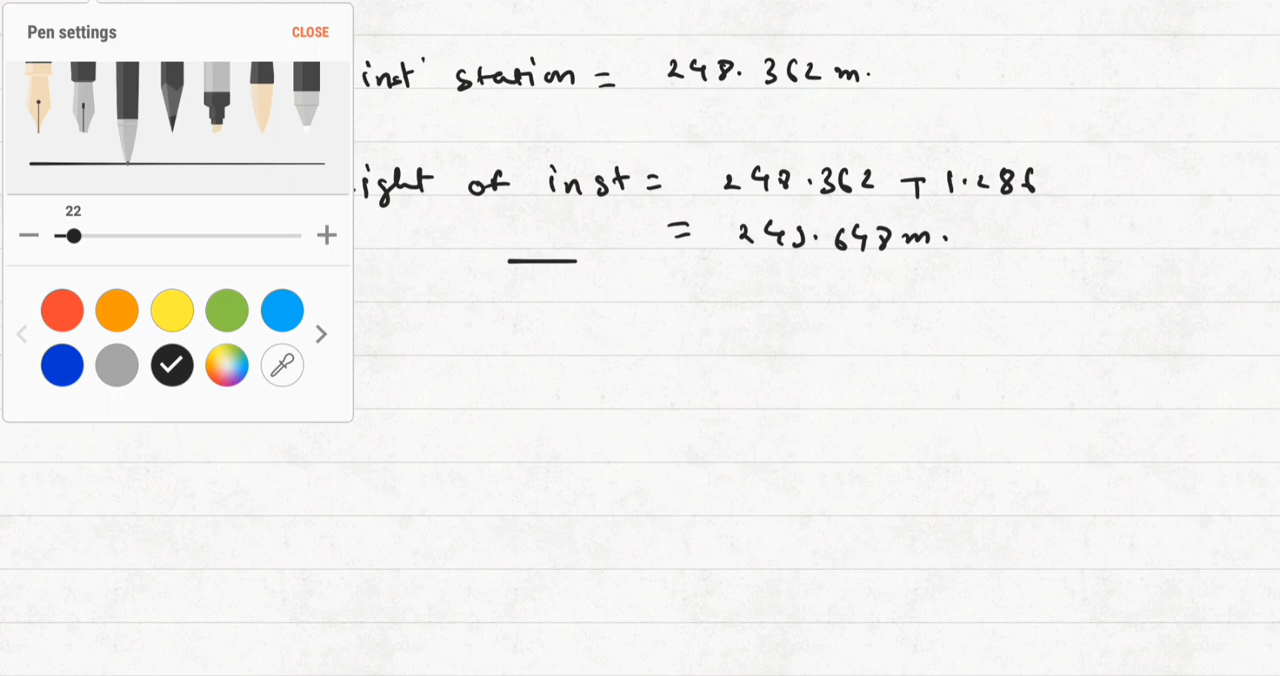 Pen settings CLOSE
inst' station = 248.362 m.
ight of inst = 248.362 + 1.286
22
= 249.648 m.